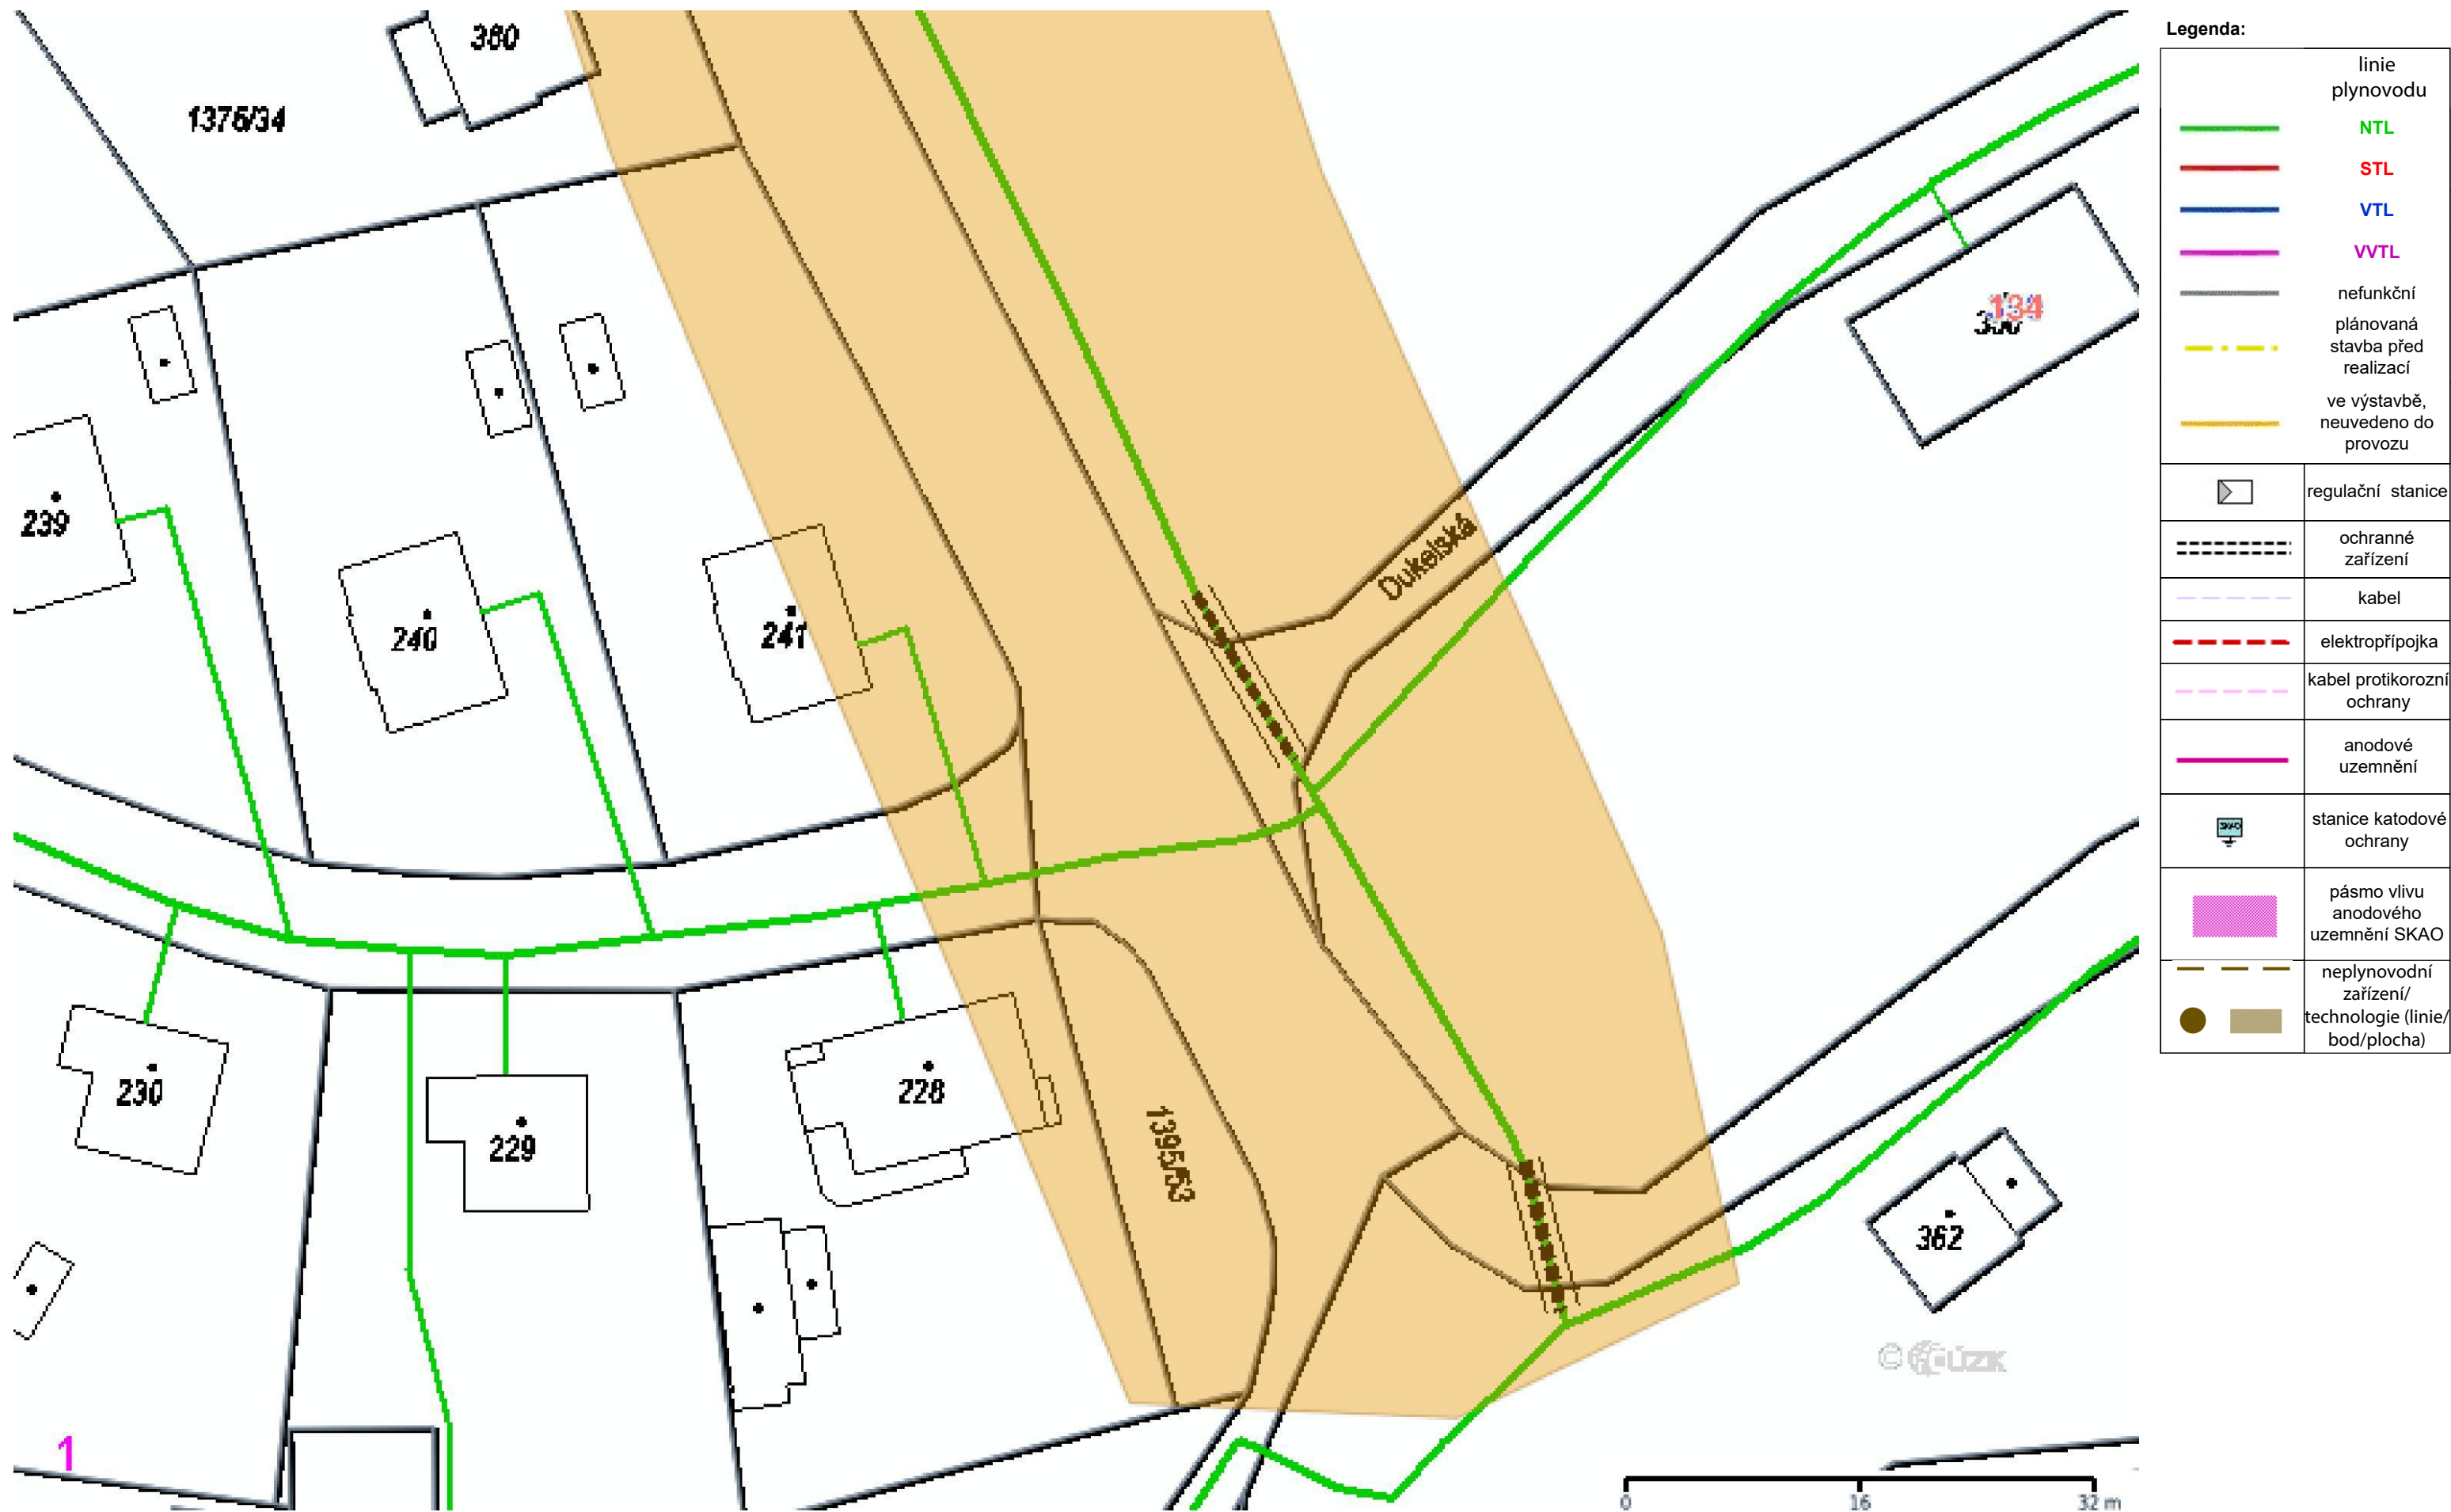 360
1376/34
239
240
241
Dukelská
134
230
229
228
1395/53
362
1
0 16 32 m
© ČÚZK
Legenda:
linie
plynovodu
NTL
STL
VTL
VVTL
nefunkční
plánovaná
stavba před
realizací
ve výstavbě,
neuvedeno do
provozu
regulační stanice
ochranné
zařízení
kabel
elektropřípojka
kabel protikorozní
ochrany
anodové
uzemnění
SKAO
stanice katodové
ochrany
pásmo vlivu
anodového
uzemnění SKAO
neplynovodní
zařízení/
technologie (linie/
bod/plocha)